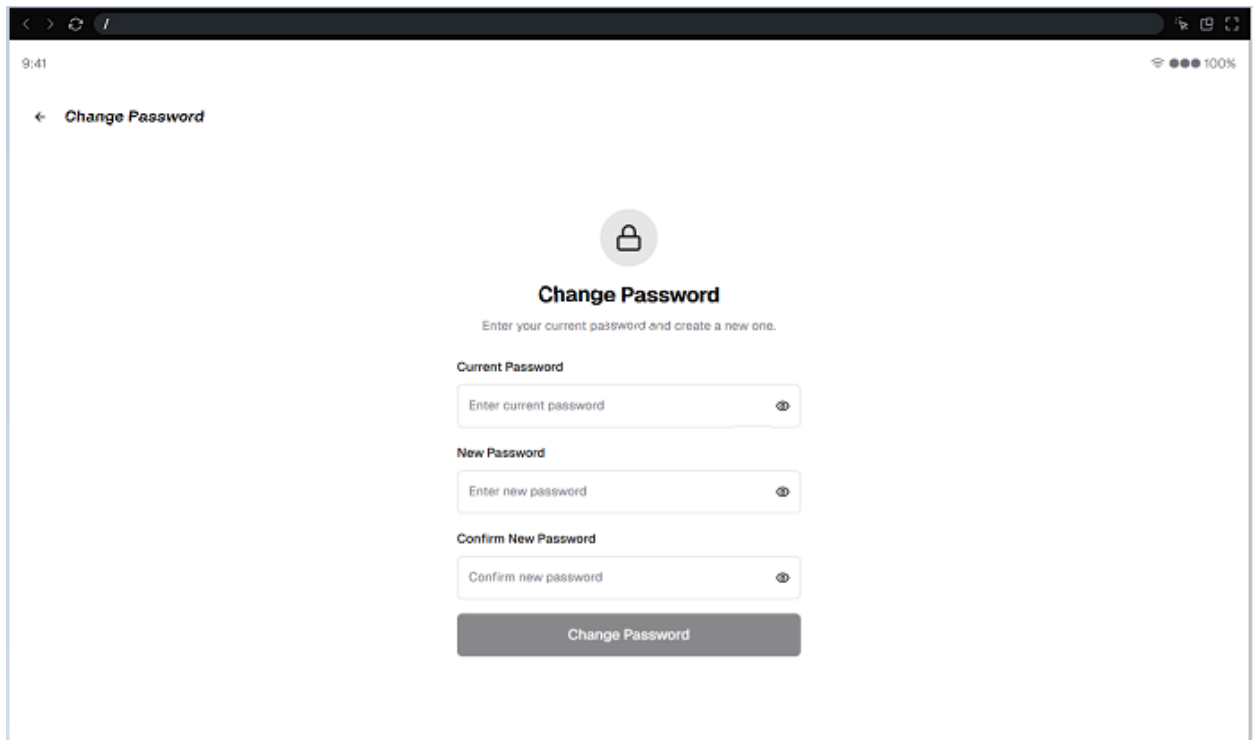 /
9:41
100%
Change Password
Change Password
Enter your current password and create a new one.
Current Password
Enter current password
New Password
Enter new password
Confirm New Password
Confirm new password
Change Password